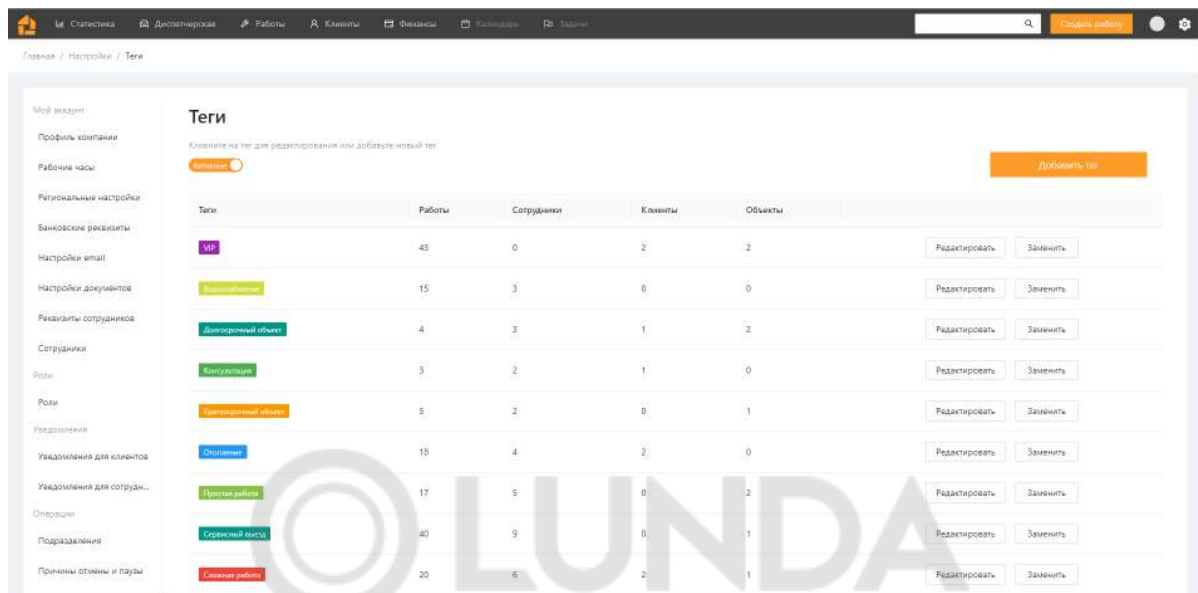 Статистика Диспетчерская Работы Клиенты Финансы Календарь Задачи Создать работу
Главная / Настройки / Теги
Мой аккаунт
Теги
Профиль компании
Кликните на тег для редактирования или добавьте новый тег
Рабочие часы
Активные
Добавить тег
Региональные настройки
Теги Работы Сотрудники Клиенты Объекты
Банковские реквизиты
VIP 43 0 2 2 Редактировать Заменить
Настройки email
Настройки документов
Водоснабжение 15 3 0 0 Редактировать Заменить
Реквизиты сотрудников
Долгосрочный объект 4 3 1 2 Редактировать Заменить
Сотрудники
Роли
Консультация 3 2 1 0 Редактировать Заменить
Роли
Краткосрочный объект 5 2 0 1 Редактировать Заменить
Уведомления
Уведомления для клиентов
Отопление 18 4 2 0 Редактировать Заменить
Уведомления для сотрудн...
Простая работа 17 5 0 2 Редактировать Заменить
Операции
Подразделения
Сервисный выезд 40 9 0 1 Редактировать Заменить
Причины отмены и паузы
Сложная работа 20 6 2 1 Редактировать Заменить
OLUNDA